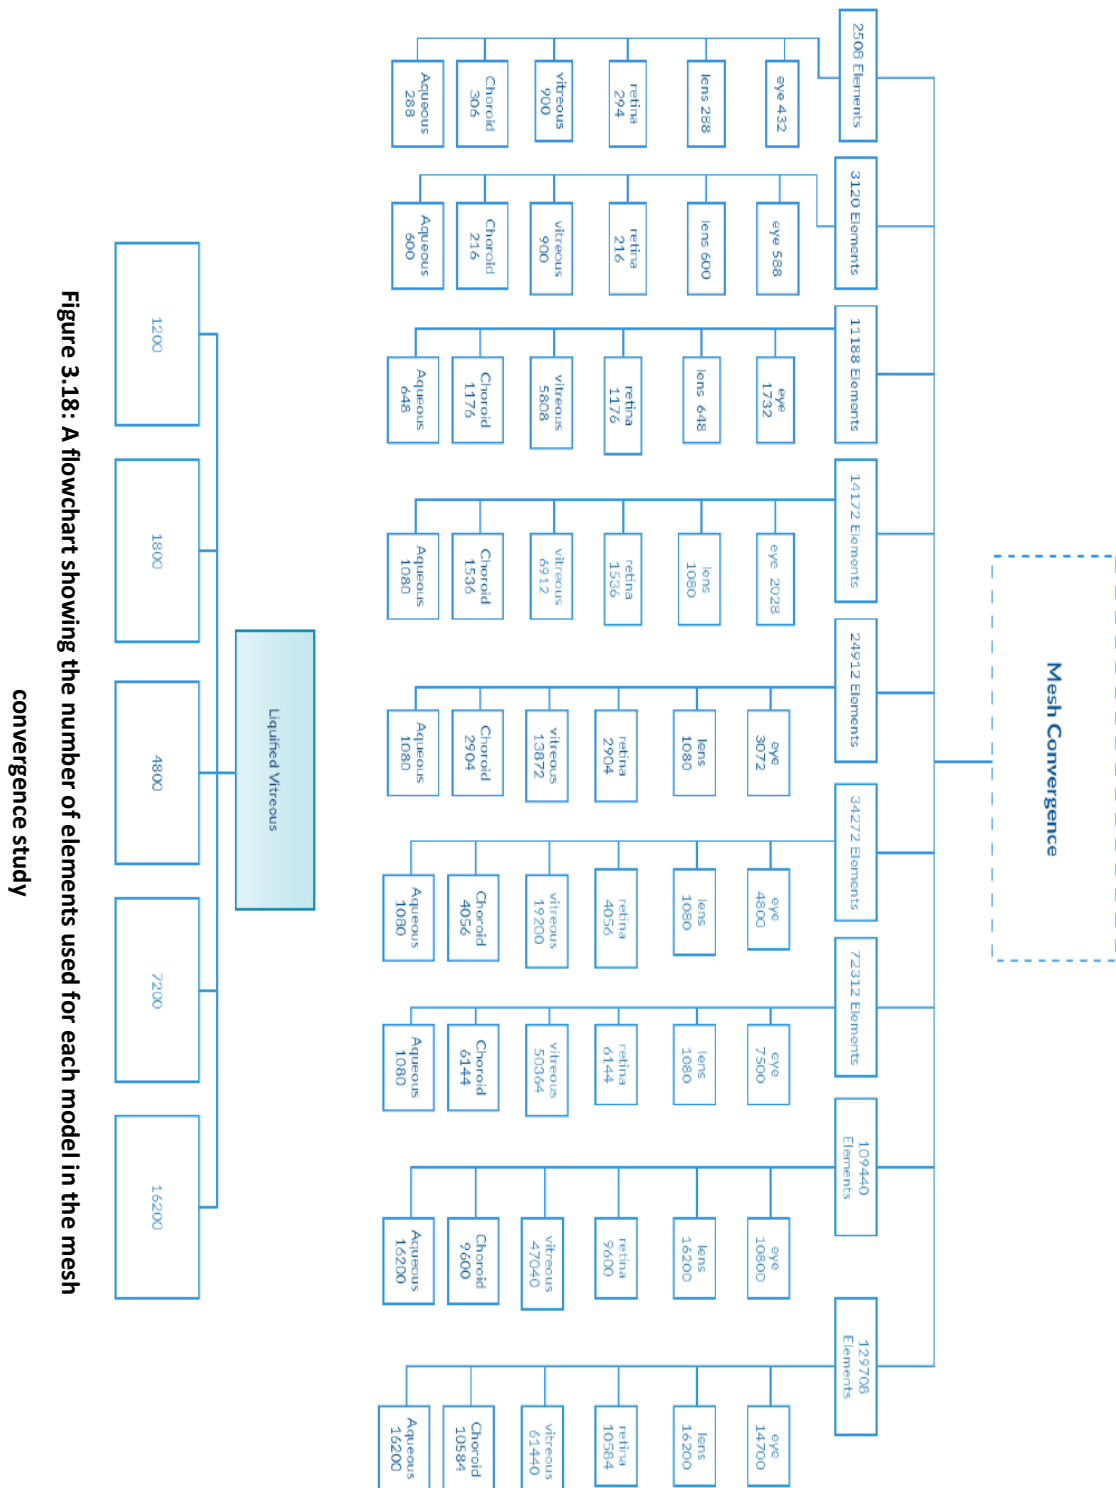 Mesh Convergence
2508 Elements
eye 432
lens 288
retina
294
vitreous
900
Choroid
306
Aqueous
288
3120 Elements
eye 588
lens 600
retina
216
vitreous
900
Choroid
216
Aqueous
600
11188 Elements
eye
1732
lens 648
retina
1176
vitreous
5808
Choroid
1176
Aqueous
648
14172 Elements
eye 2028
lens
1080
retina
1536
vitreous
6912
Choroid
1536
Aqueous
1080
24912 Elements
eye
3072
lens
1080
retina
2904
vitreous
13872
Choroid
2904
Aqueous
1080
34272 Elements
eye
4800
lens
1080
retina
4056
vitreous
19200
Choroid
4056
Aqueous
1080
72312 Elements
eye
7500
lens
1080
retina
6144
vitreous
50364
Choroid
6144
Aqueous
1080
109440
Elements
eye
10800
lens
16200
retina
9600
vitreous
47040
Choroid
9600
Aqueous
16200
129708
Elements
eye
14700
lens
16200
retina
10584
vitreous
61440
Choroid
10584
Aqueous
16200
Liquified Vitreous
1200
1800
4800
7200
16200
Figure 3.18: A flowchart showing the number of elements used for each model in the mesh
convergence study